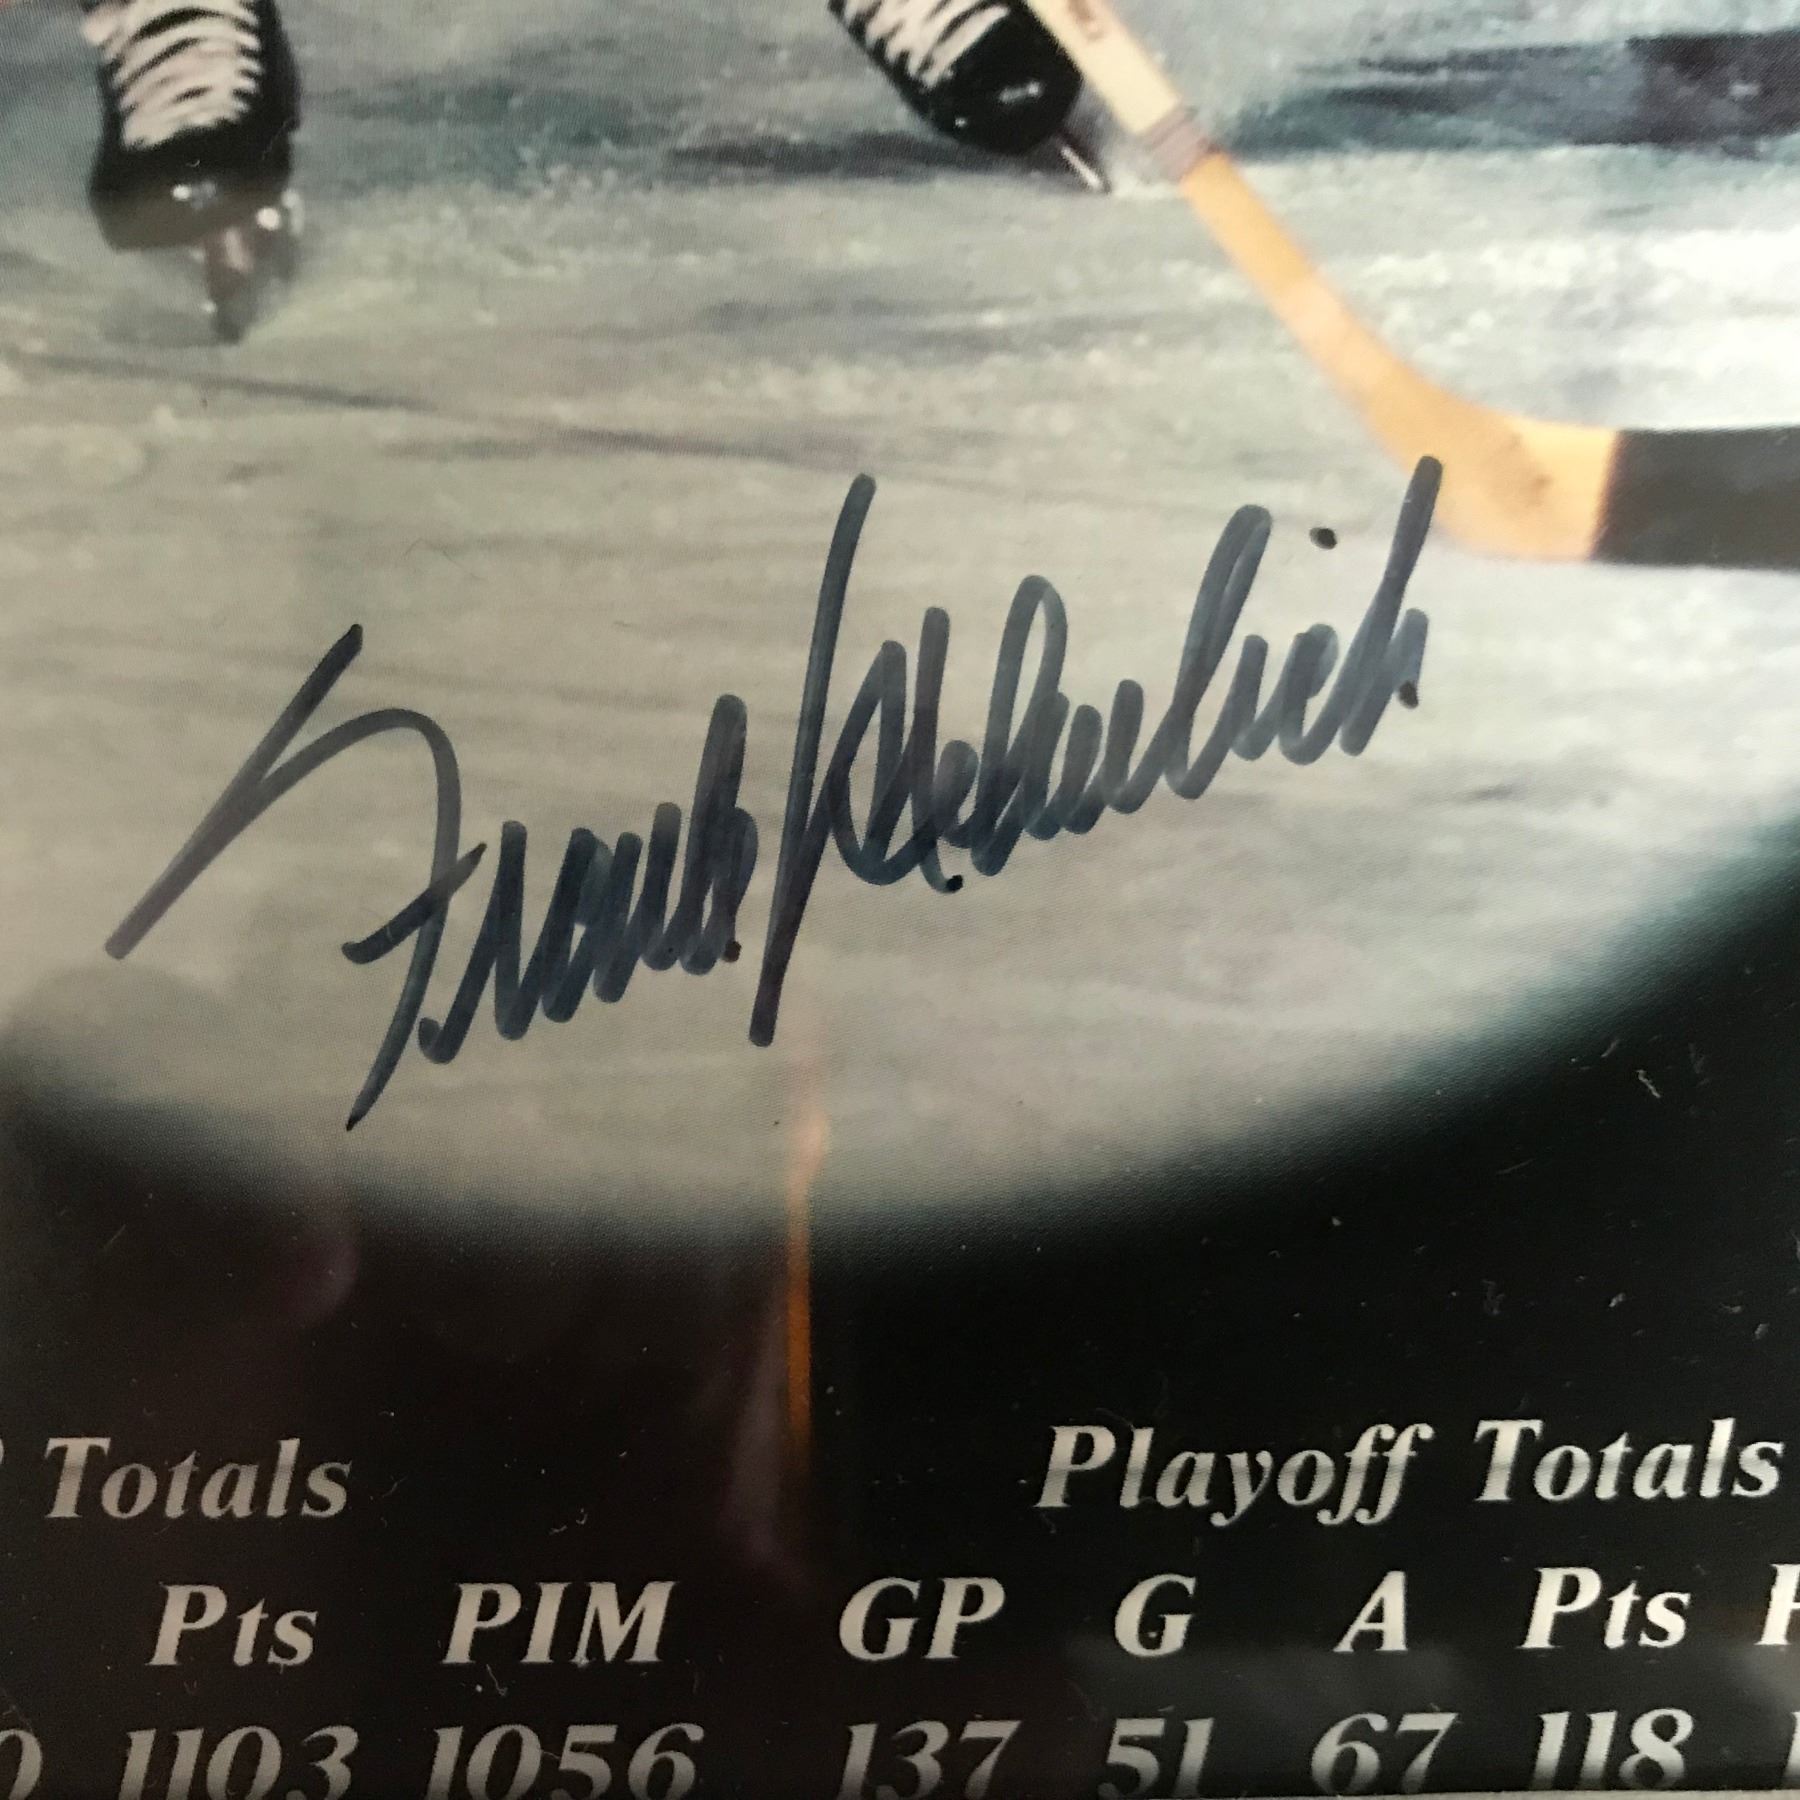 Frank Mahovlich
Totals Playoff Totals
Pts PIM GP G A Pts
1103 1056 137 51 67 118